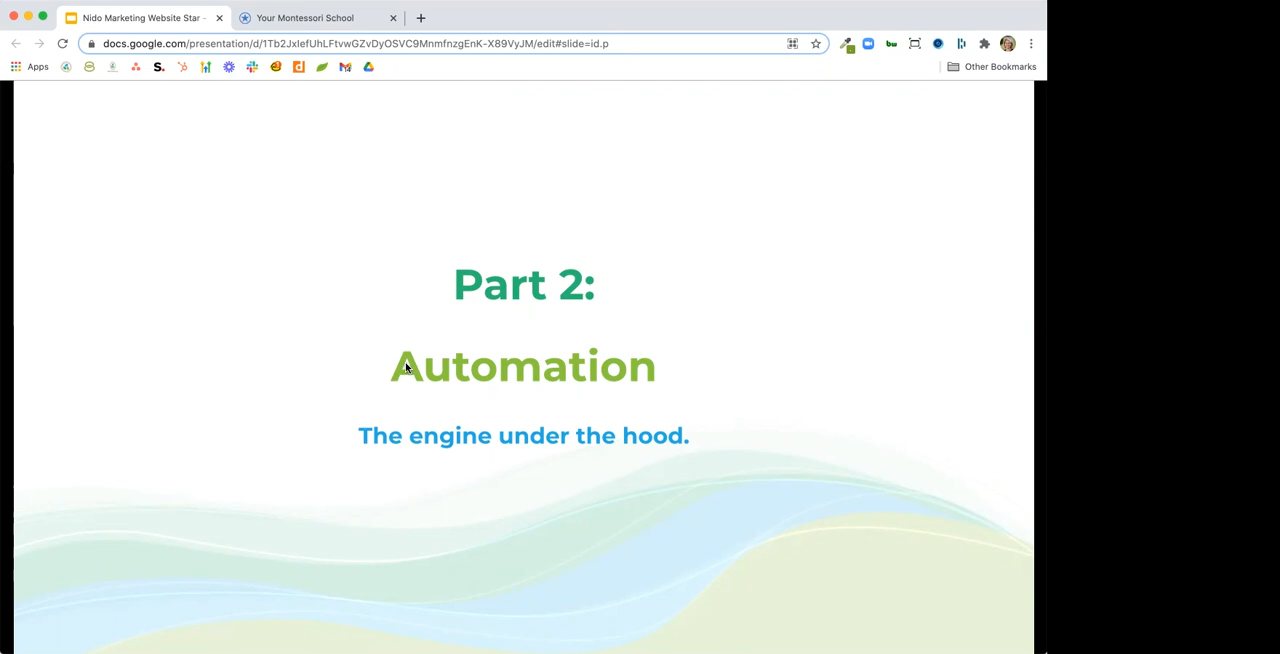 Nido Marketing Website Star -
Your Montessori School
docs.google.com/presentation/d/1Tb2JxIefUhLFtvwGZvDyOSVC9MnmfnzgEnK-X89VyJM/edit#slide=id.p
Apps
Other Bookmarks
Part 2:
Automation
The engine under the hood.